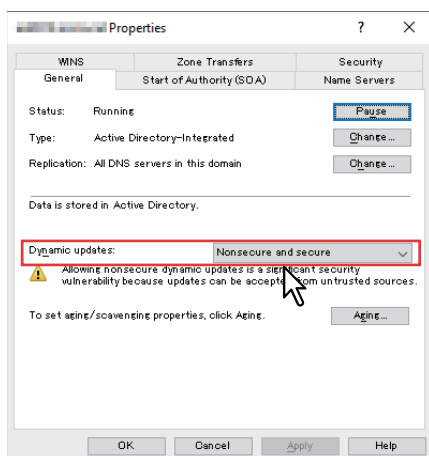 Properties
? ×
WINS Zone Transfers Security
General Start of Authority (SOA) Name Servers
Status: Running Pause
Type: Active Directory-Integrated Change...
Replication: All DNS servers in this domain Change...
Data is stored in Active Directory.
Dynamic updates: Nonsecure and secure
Allowing nonsecure dynamic updates is a significant security
vulnerability because updates can be accepted from untrusted sources.
To set aging/scavenging properties, click Aging. Aging...
OK Cancel Apply Help